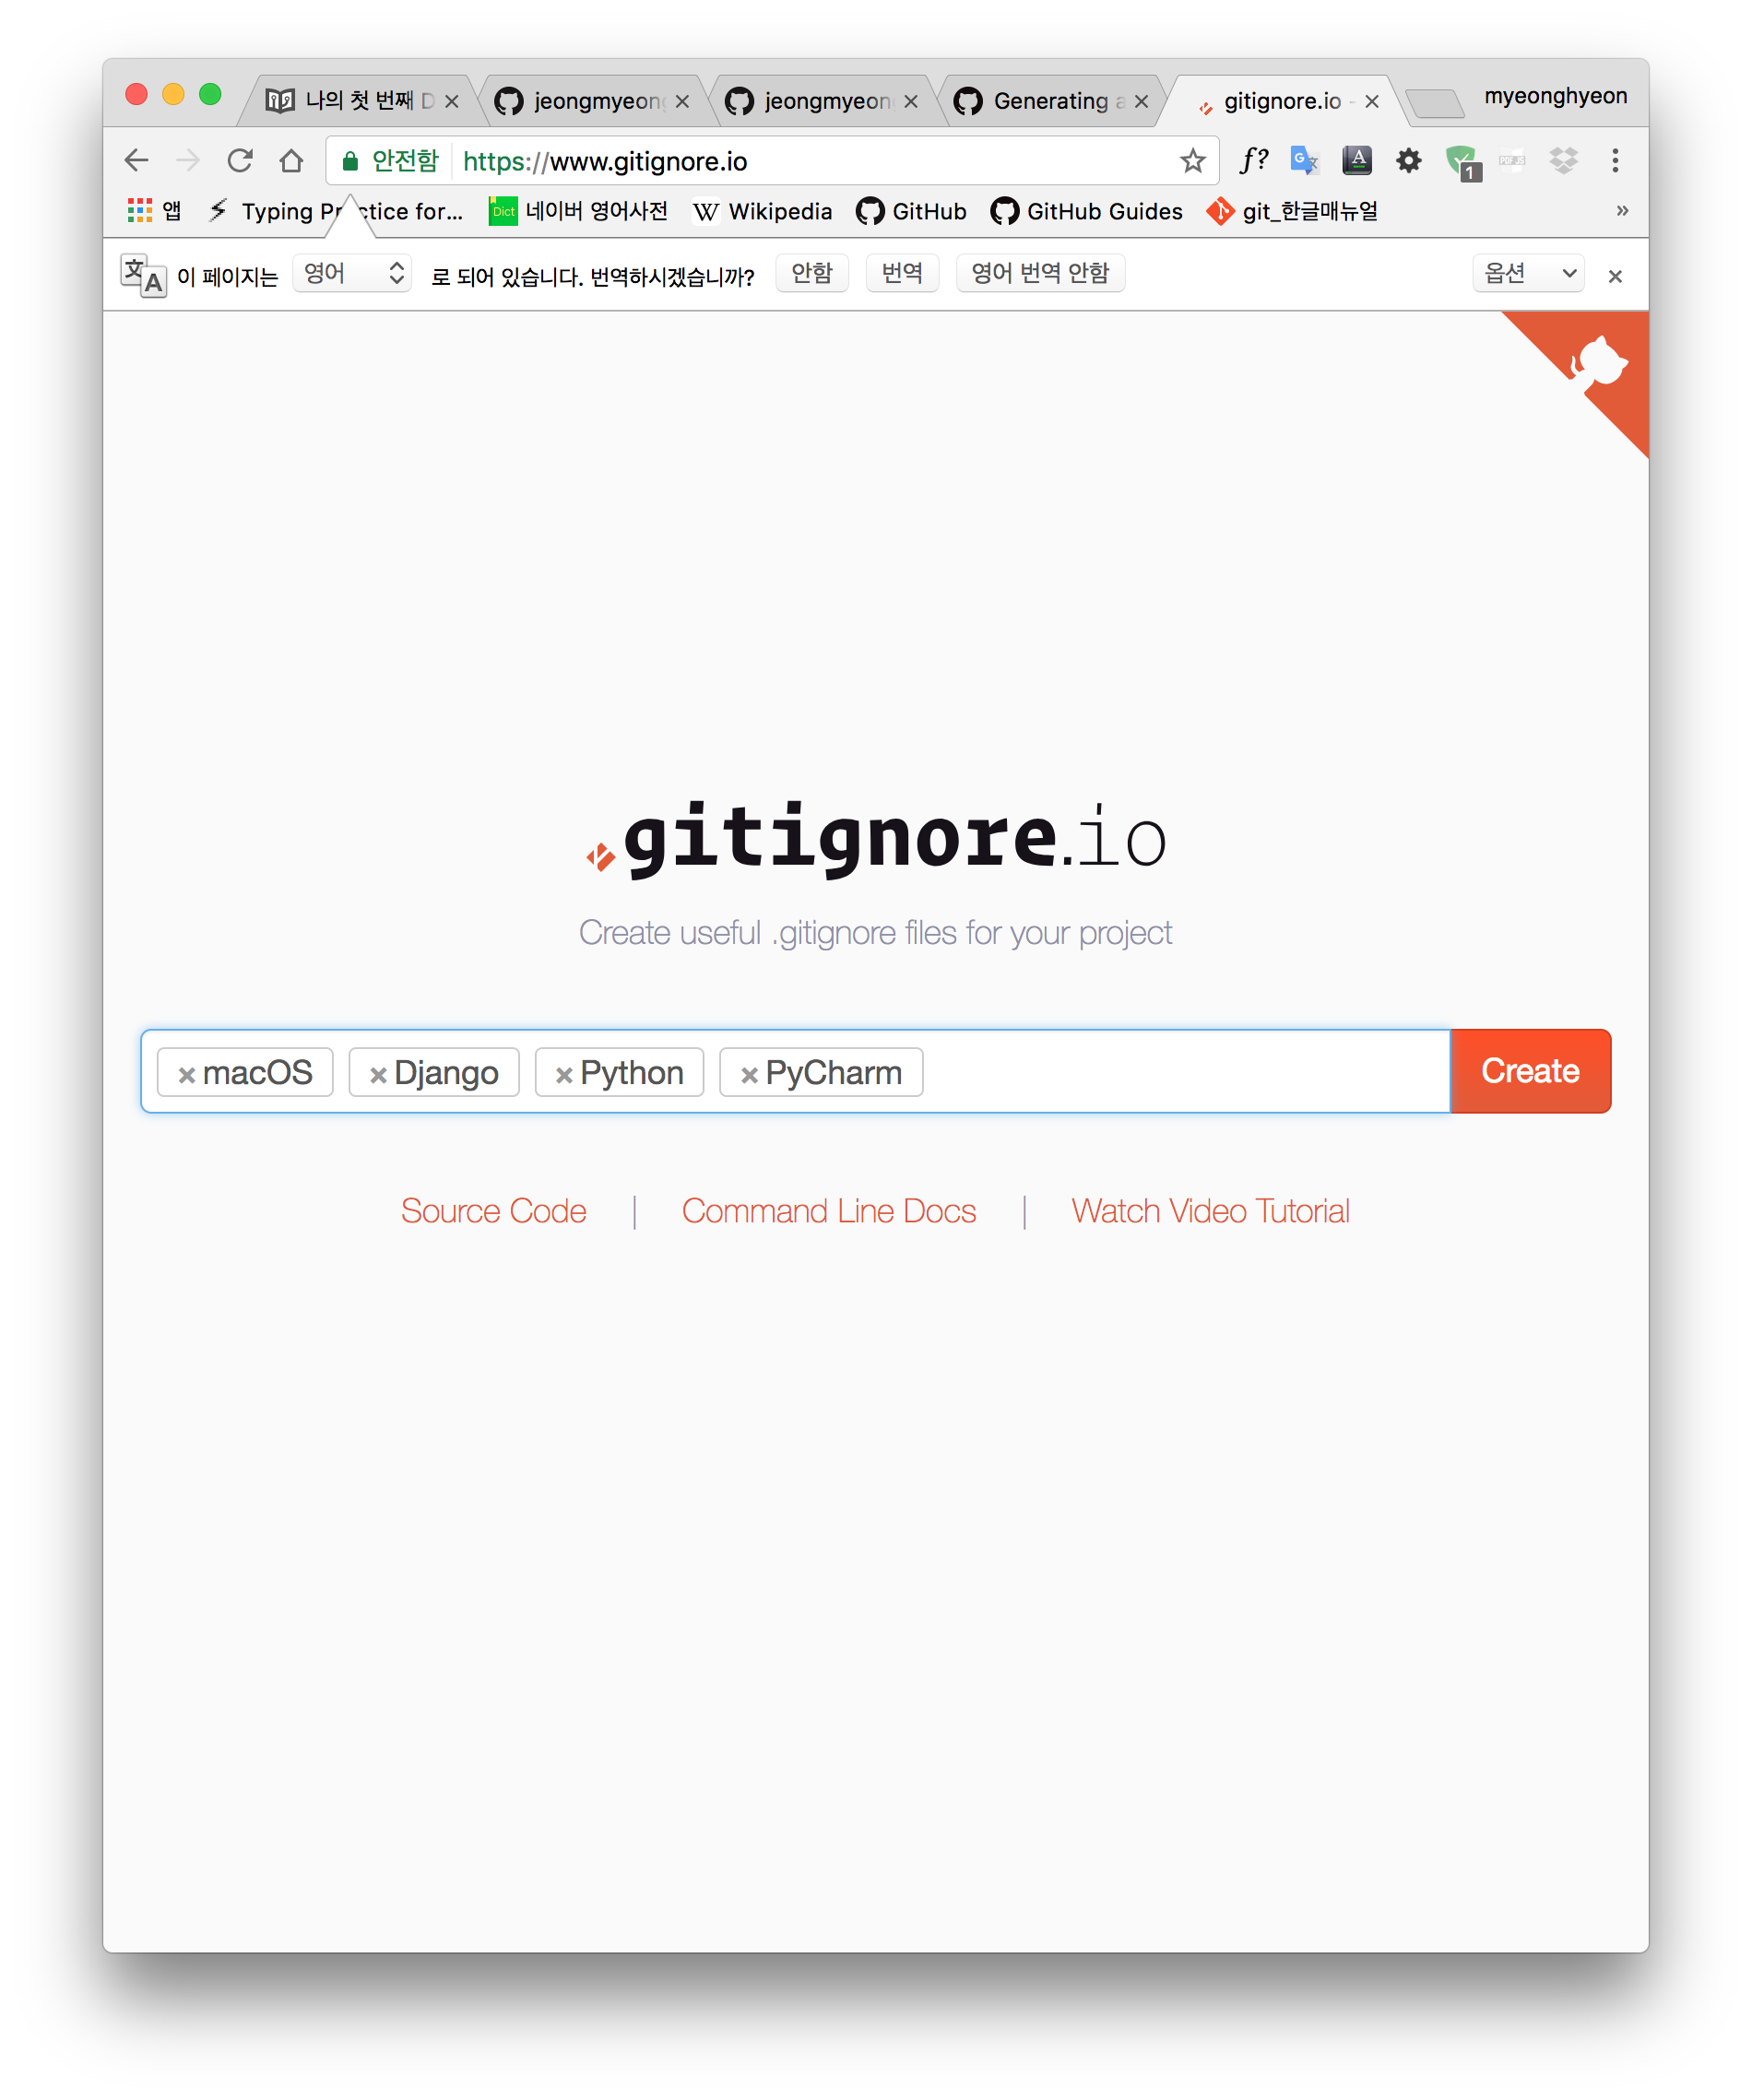 나의 첫 번째 D
jeongmyeong
jeongmyeon
Generating a
gitignore.io -
myeonghyeon
안전함 https://www.gitignore.io
f?
1
앱 Typing Practice for... Dict 네이버 영어사전 W Wikipedia GitHub GitHub Guides git_한글매뉴얼 »
이 페이지는 영어 로 되어 있습니다. 번역하시겠습니까? 안함 번역 영어 번역 안함 옵션
.gitignore.io
Create useful .gitignore files for your project
×macOS ×Django ×Python ×PyCharm Create
Source Code | Command Line Docs | Watch Video Tutorial